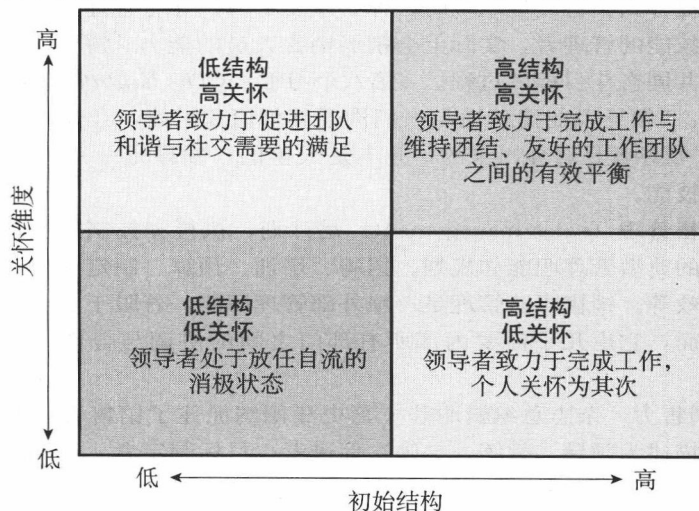 高
低结构
高关怀
领导者致力于促进团队
和谐与社交需要的满足
高结构
高关怀
领导者致力于完成工作与
维持团结、友好的工作团队
之间的有效平衡
关怀维度
低结构
低关怀
领导者处于放任自流的
消极状态
高结构
低关怀
领导者致力于完成工作，
个人关怀为其次
低
低
高
初始结构